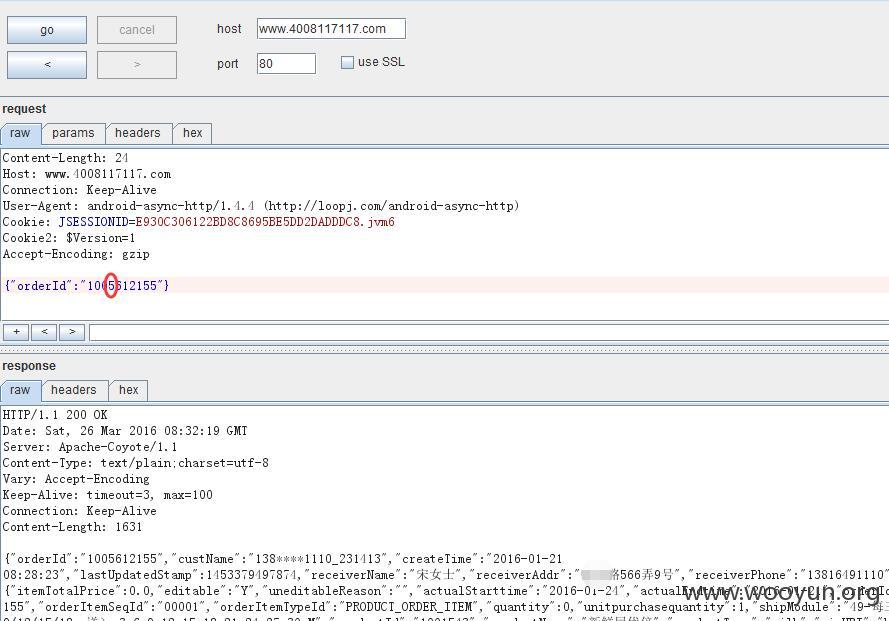 go
cancel
host
www.4008117117.com
<
>
port
80
use SSL
request
raw
params
headers
hex
Content-Length: 24
Host: www.4008117117.com
Connection: Keep-Alive
User-Agent: android-async-http/1.4.4 (http://loopj.com/android-async-http)
Cookie: JSESSIONID=E930C306122BD8C8695BE5DD2DADDDC8.jvm6
Cookie2: $Version=1
Accept-Encoding: gzip
{"orderId":"1005612155"}
+
<
>
response
raw
headers
hex
HTTP/1.1 200 OK
Date: Sat, 26 Mar 2016 08:32:19 GMT
Server: Apache-Coyote/1.1
Content-Type: text/plain;charset=utf-8
Vary: Accept-Encoding
Keep-Alive: timeout=3, max=100
Connection: Keep-Alive
Content-Length: 1631
{"orderId":"1005612155","custName":"138****1110_231413","createTime":"2016-01-21
08:28:23","lastUpdatedStamp":1453379497874,"receiverName":"宋女士","receiverAddr":"路566弄9号","receiverPhone":"13816491110"
{"itemTotalPrice":0.0,"editable":"Y","uneditableReason":"","actualStarttime":"2016-01-24","actualEndtime":"2016-01-21"
155","orderItemSeqId":"00001","orderItemTypeId":"PRODUCT_ORDER_ITEM","quantity":0,"unitpurchasequantity":1,"shipModule":"49-每
www.wooyun.org